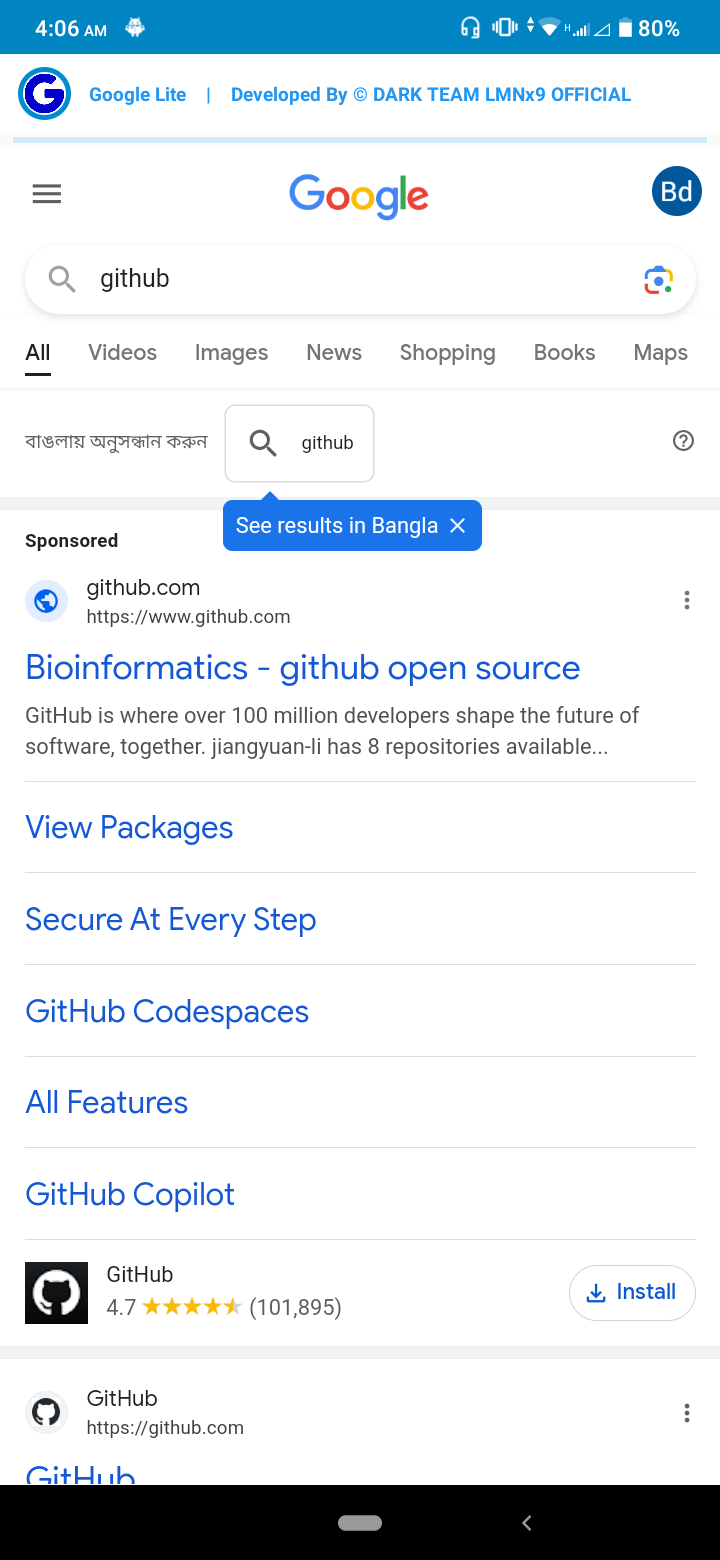 4:06 AM
H
80%
G
Google Lite | Developed By © DARK TEAM LMNx9 OFFICIAL
Google
Bd
github
All Videos Images News Shopping Books Maps
বাঙলায় অনুসন্ধান করুন
github
See results in Bangla
Sponsored
github.com
https://www.github.com
Bioinformatics - github open source
GitHub is where over 100 million developers shape the future of
software, together. jiangyuan-li has 8 repositories available...
View Packages
Secure At Every Step
GitHub Codespaces
All Features
GitHub Copilot
GitHub
4.7 ★★★★★ (101,895)
Install
GitHub
https://github.com
GitHub